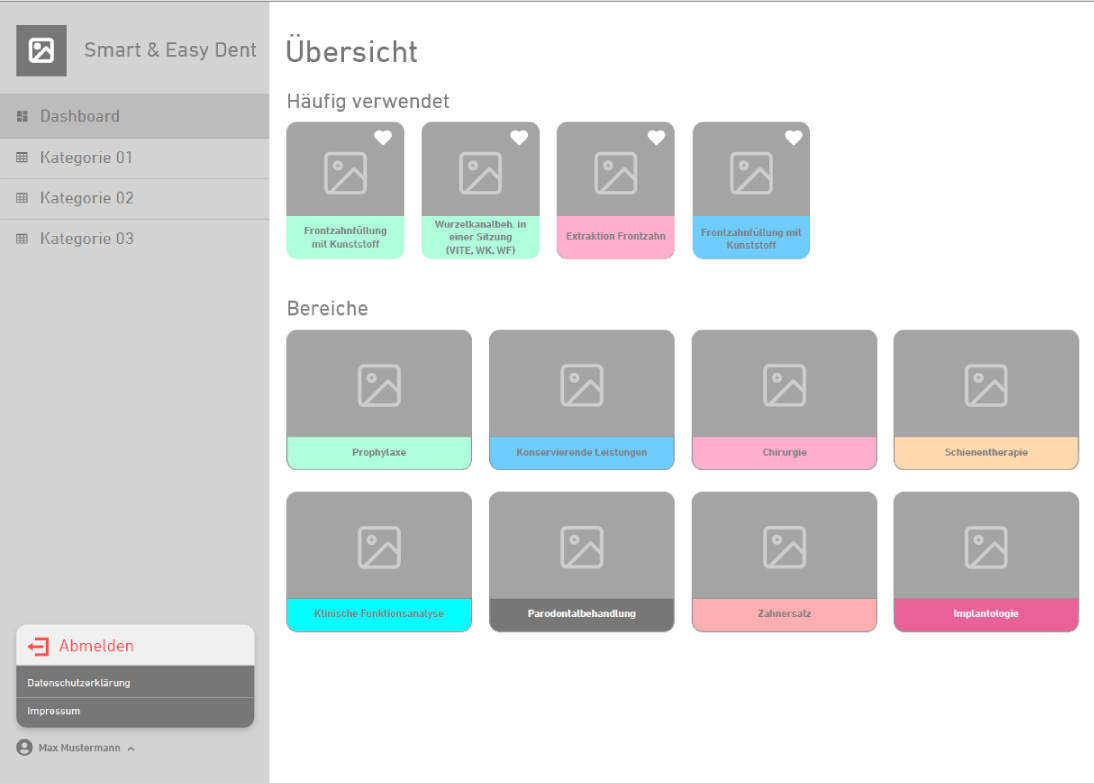 Smart & Easy Dent
Dashboard
Kategorie 01
Kategorie 02
Kategorie 03
Abmelden
Datenschutzerklärung
Impressum
Max Mustermann
Übersicht
Häufig verwendet
Frontzahnfüllung
mit Kunststoff
Wurzelkanalbeh. in
einer Sitzung
(VITE, WK, WF)
Extraktion Frontzahn
Frontzahnfüllung mit
Kunststoff
Bereiche
Prophylaxe
Konservierende Leistungen
Chirurgie
Schienentherapie
Klinische Funktionsanalyse
Parodontalbehandlung
Zahnersatz
Implantologie